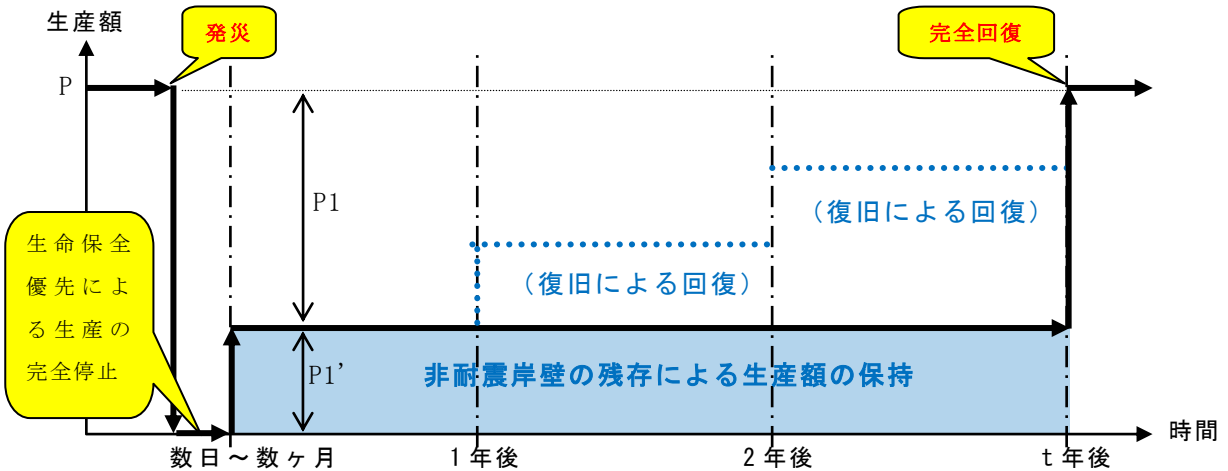 生産額
発災
完全回復
P
P1
(復旧による回復)
生命保全
優先によ
る生産の
完全停止
(復旧による回復)
P1’
非耐震岸壁の残存による生産額の保持
時間
数日~数ヶ月
1年後
2年後
t年後